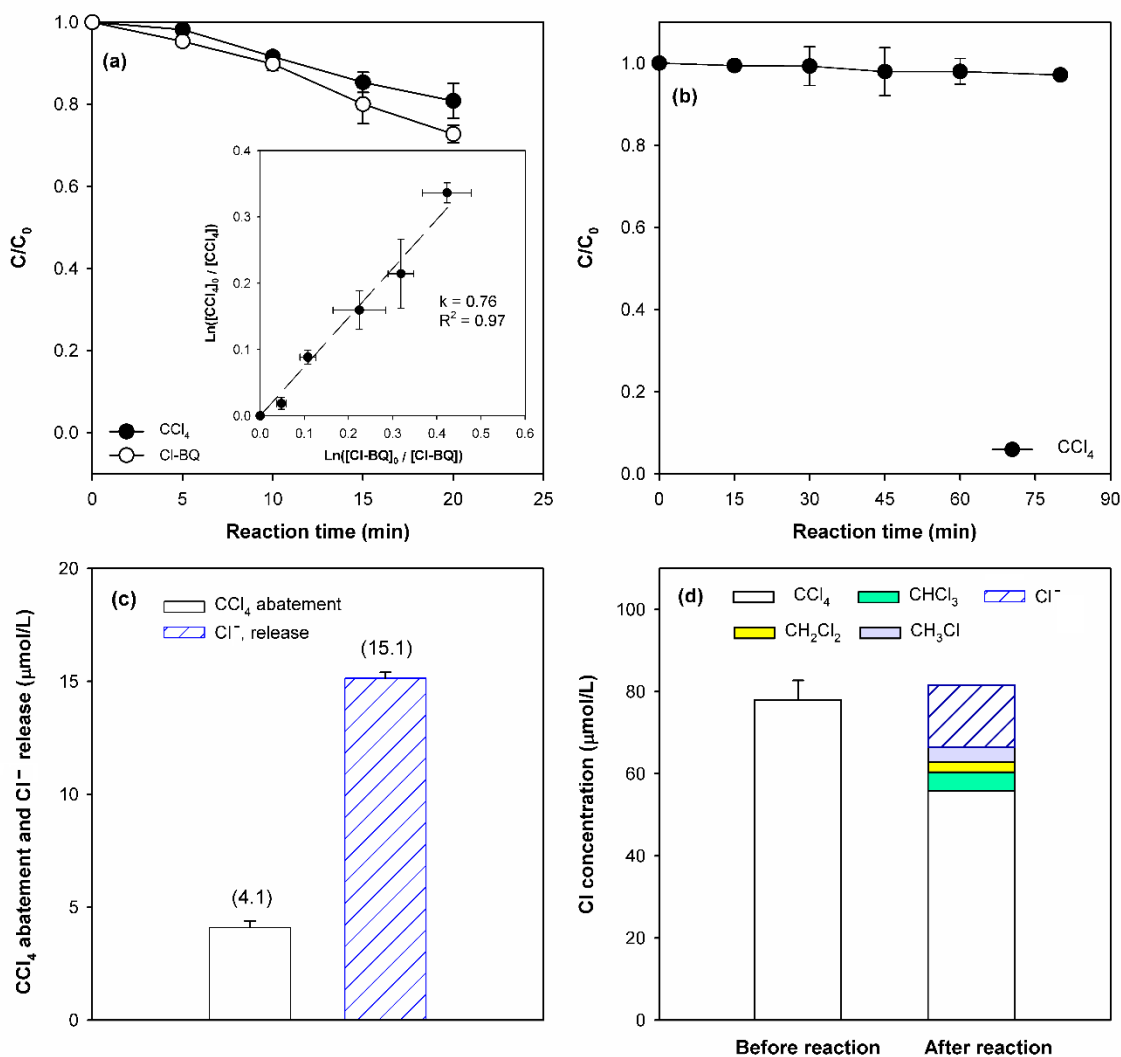 (a)
C/C₀
1.0
0.8
0.6
0.4
0.2
0.0
0 5 10 15 20 25
Reaction time (min)
CCl₄
Cl-BQ
Ln([CCl₄]₀ / [CCl₄])
0.4
0.3
0.2
0.1
0.0
k = 0.76
R² = 0.97
0.0 0.1 0.2 0.3 0.4 0.5 0.6
Ln([Cl-BQ]₀ / [Cl-BQ])
(b)
C/C₀
1.0
0.8
0.6
0.4
0.2
0.0
CCl₄
0 15 30 45 60 75 90
Reaction time (min)
(c)
CCl₄ abatement and Cl⁻ release (μmol/L)
20
15
10
5
0
CCl₄ abatement
Cl⁻, release
(4.1)
(15.1)
(d)
Cl concentration (μmol/L)
100
80
60
40
20
0
CCl₄ CHCl₃ Cl⁻
CH₂Cl₂ CH₃Cl
Before reaction After reaction